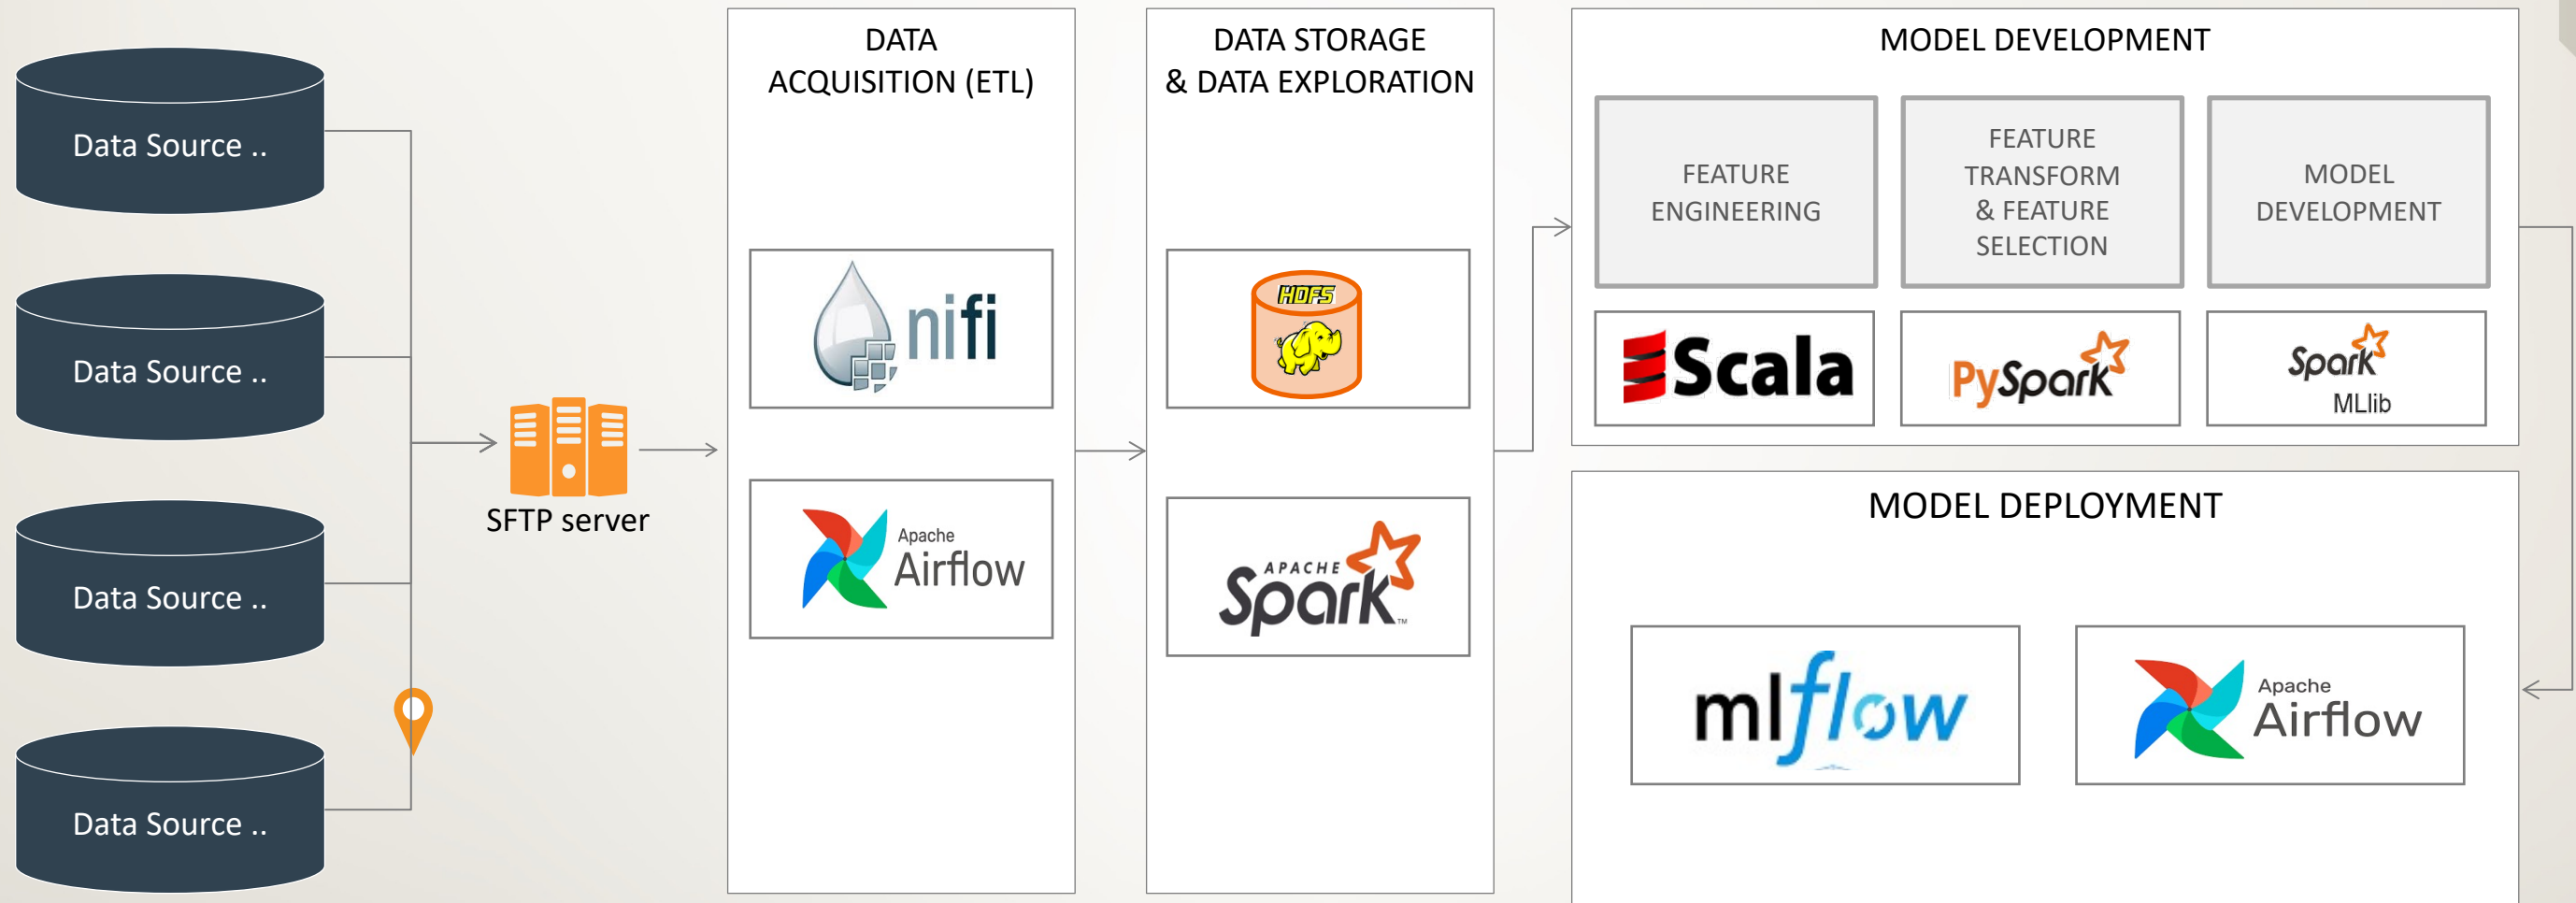 Data Source ..
Data Source ..
Data Source ..
Data Source ..
SFTP server
DATA
ACQUISITION (ETL)
nifi
Apache
Airflow
DATA STORAGE
& DATA EXPLORATION
HDFS
APACHE
Spark™
MODEL DEVELOPMENT
FEATURE
ENGINEERING
FEATURE
TRANSFORM
& FEATURE
SELECTION
MODEL
DEVELOPMENT
Scala
PySpark
Spark
MLlib
MODEL DEPLOYMENT
mlflow
Apache
Airflow